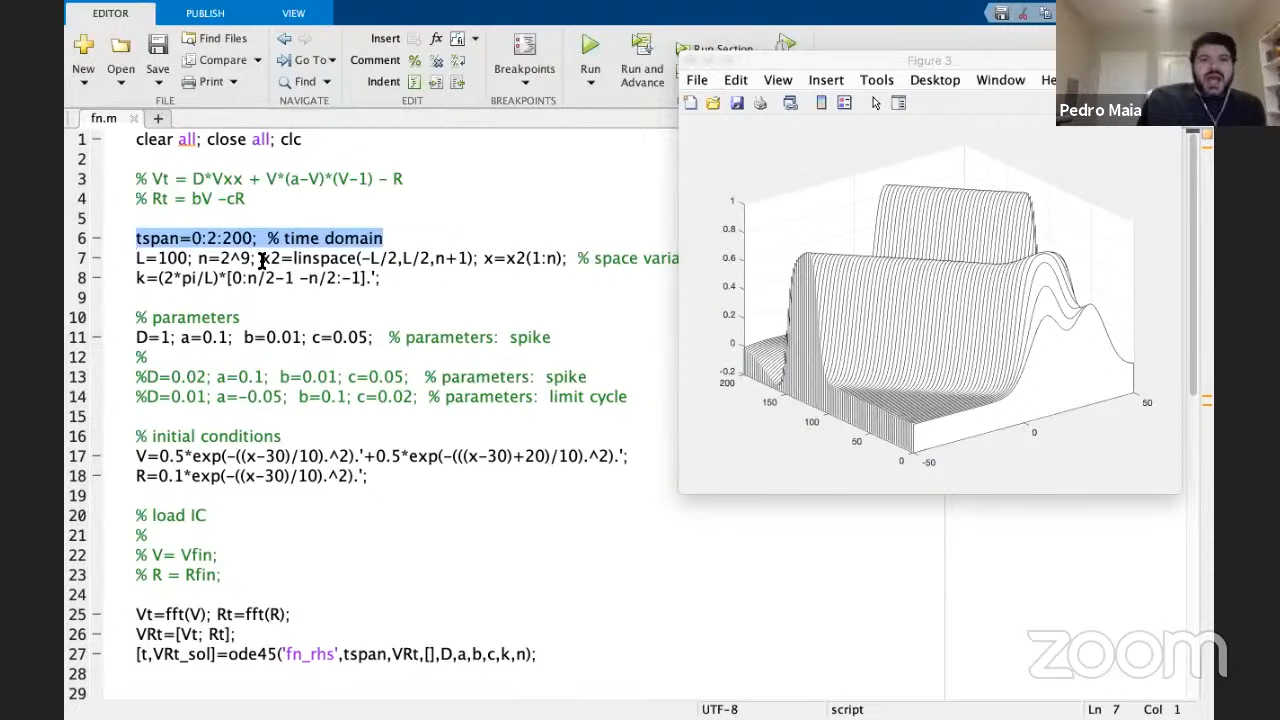 EDITOR PUBLISH VIEW
New Open Save Find Files Compare Print FILE
Go To Find NAVIGATE
Insert Comment Indent EDIT
Breakpoints BREAKPOINTS
Run Run and Advance Run Section
fn.m
1 clear all; close all; clc
2
3 % Vt = D*Vxx + V*(a-V)*(V-1) - R
4 % Rt = bV -cR
5
6 tspan=0:2:200; % time domain
7 L=100; n=2^9; x2=linspace(-L/2,L/2,n+1); x=x2(1:n); % space varia
8 k=(2*pi/L)*[0:n/2-1 -n/2:-1].';
9
10 % parameters
11 D=1; a=0.1; b=0.01; c=0.05; % parameters: spike
12 %
13 %D=0.02; a=0.1; b=0.01; c=0.05; % parameters: spike
14 %D=0.01; a=-0.05; b=0.1; c=0.02; % parameters: limit cycle
15
16 % initial conditions
17 V=0.5*exp(-((x-30)/10).^2).'+0.5*exp(-(((x-30)+20)/10).^2).';
18 R=0.1*exp(-((x-30)/10).^2).';
19
20 % load IC
21 %
22 % V= Vfin;
23 % R = Rfin;
24
25 Vt=fft(V); Rt=fft(R);
26 VRt=[Vt; Rt];
27 [t,VRt_sol]=ode45('fn_rhs',tspan,VRt,[],D,a,b,c,k,n);
28
29
Figure 3
File Edit View Insert Tools Desktop Window He
1
0.8
0.6
0.4
0.2
0
-0.2
200
150
100
50
0
-50
0
50
Pedro Maia
zoom
UTF-8 script Ln 7 Col 1